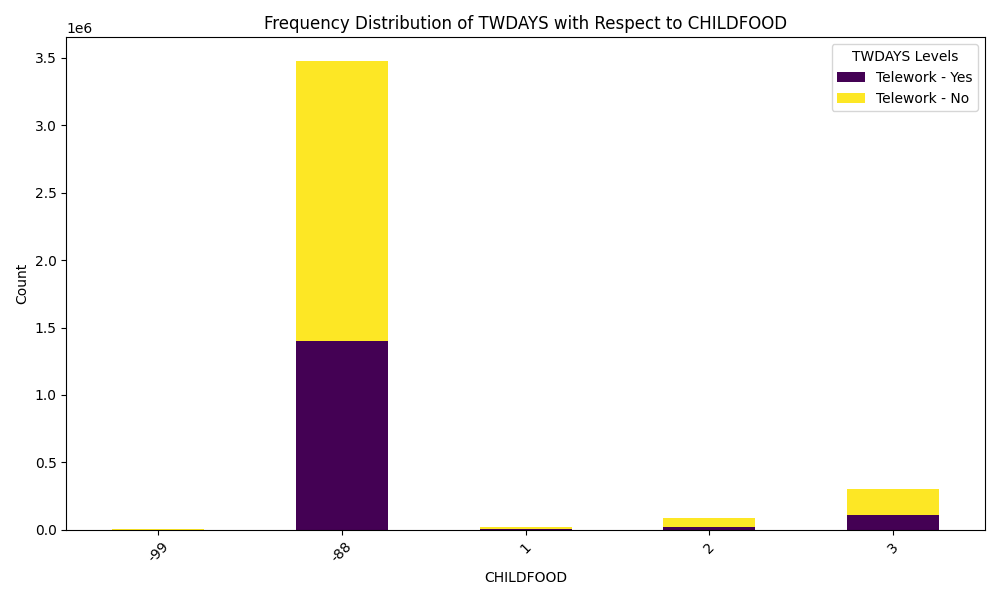 Frequency Distribution of TWDAYS with Respect to CHILDFOOD
1e6
TWDAYS Levels
Telework - Yes
Telework - No
3.5
3.0
2.5
2.0
1.5
1.0
0.5
0.0
Count
-99
-88
1
2
3
CHILDFOOD